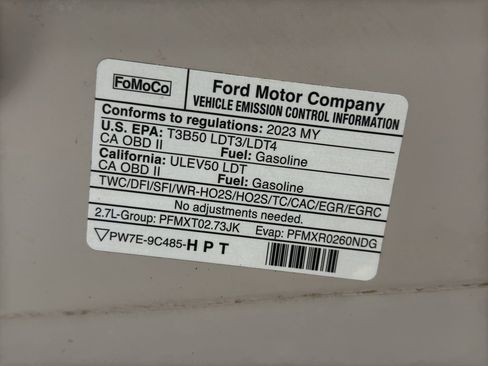 FoMoCo
Ford Motor Company
VEHICLE EMISSION CONTROL INFORMATION
Conforms to regulations: 2023 MY
U.S. EPA: T3B50 LDT3/LDT4
CA OBD II Fuel: Gasoline
California: ULEV50 LDT
CA OBD II Fuel: Gasoline
TWC/DFI/SFI/WR-HO2S/HO2S/TC/CAC/EGR/EGRC
No adjustments needed.
2.7L-Group: PFMXT02.73JK Evap: PFMXR0260NDG
PW7E-9C485-HPT